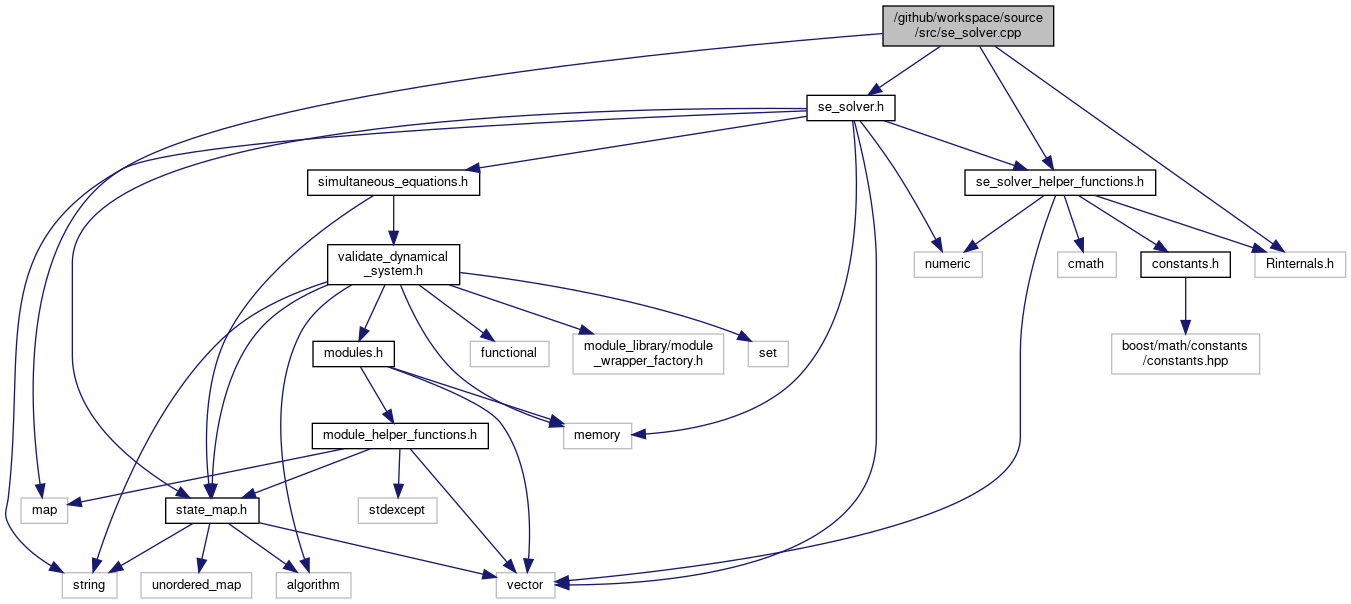 /github/workspace/source
/src/se_solver.cpp
se_solver.h
simultaneous_equations.h
se_solver_helper_functions.h
validate_dynamical
_system.h
numeric
cmath
constants.h
Rinternals.h
modules.h
functional
module_library/module
_wrapper_factory.h
set
boost/math/constants
/constants.hpp
module_helper_functions.h
memory
map
state_map.h
stdexcept
string
unordered_map
algorithm
vector